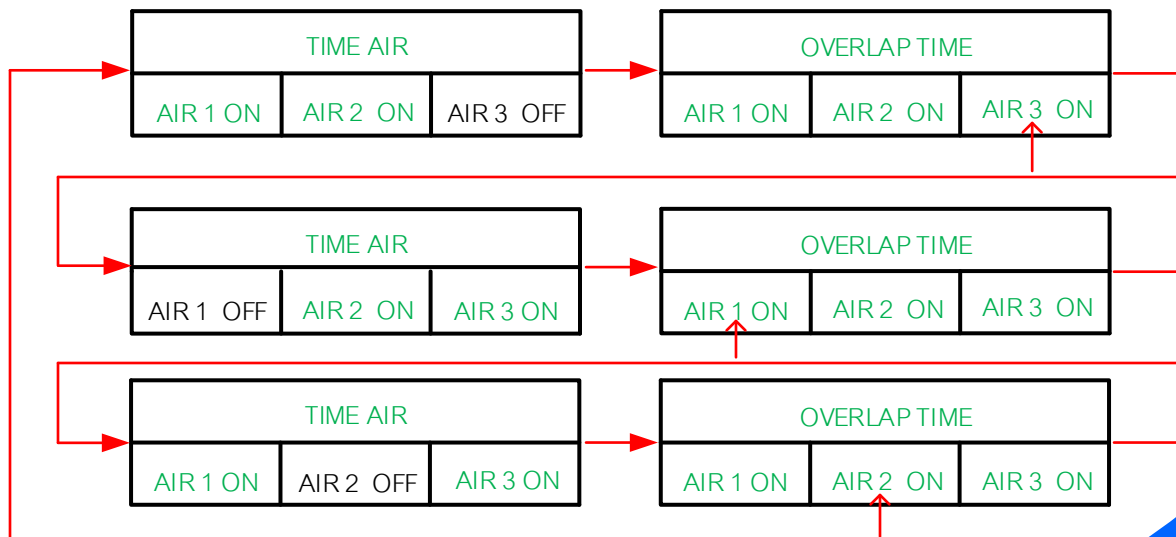 TIME AIR
OVERLAP TIME
AIR 1 ON AIR 2 ON AIR 3 OFF
AIR 1 ON AIR 2 ON AIR 3 ON
TIME AIR
OVERLAP TIME
AIR 1 OFF AIR 2 ON AIR 3 ON
AIR 1 ON AIR 2 ON AIR 3 ON
TIME AIR
OVERLAP TIME
AIR 1 ON AIR 2 OFF AIR 3 ON
AIR 1 ON AIR 2 ON AIR 3 ON